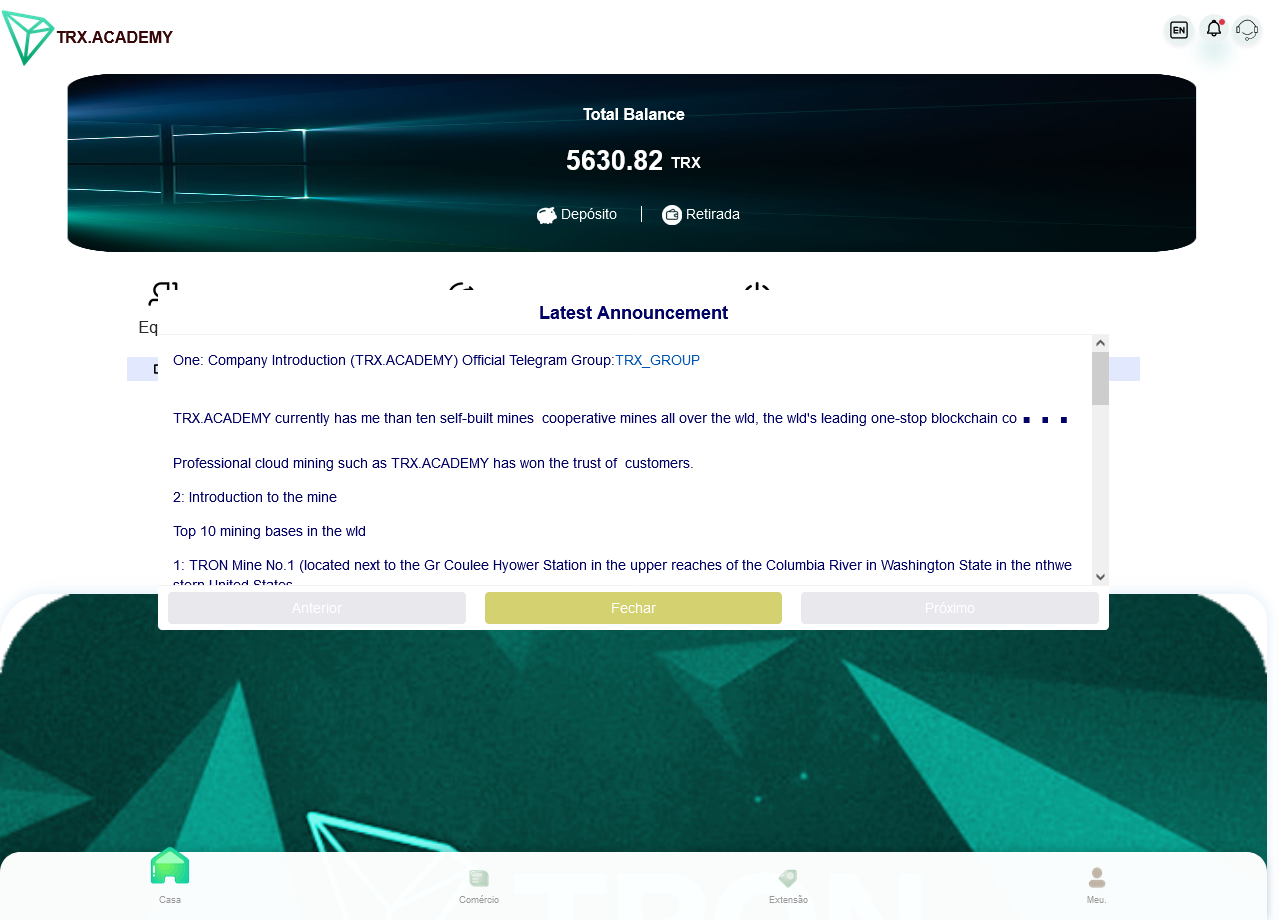 TRX.ACADEMY
EN
Total Balance
5630.82 TRX
Depósito
Retirada
Eq
Latest Announcement
One: Company Introduction (TRX.ACADEMY) Official Telegram Group:TRX_GROUP
TRX.ACADEMY currently has me than ten self-built mines  cooperative mines all over the wld, the wld's leading one-stop blockchain co ▪ ▪ ▪
Professional cloud mining such as TRX.ACADEMY has won the trust of  customers.
2: Introduction to the mine
Top 10 mining bases in the wld
1: TRON Mine No.1 (located next to the Gr Coulee Hyower Station in the upper reaches of the Columbia River in Washington State in the nthwe
stern United States
Anterior
Fechar
Próximo
TRON
Casa
Comércio
Extensão
Meu.